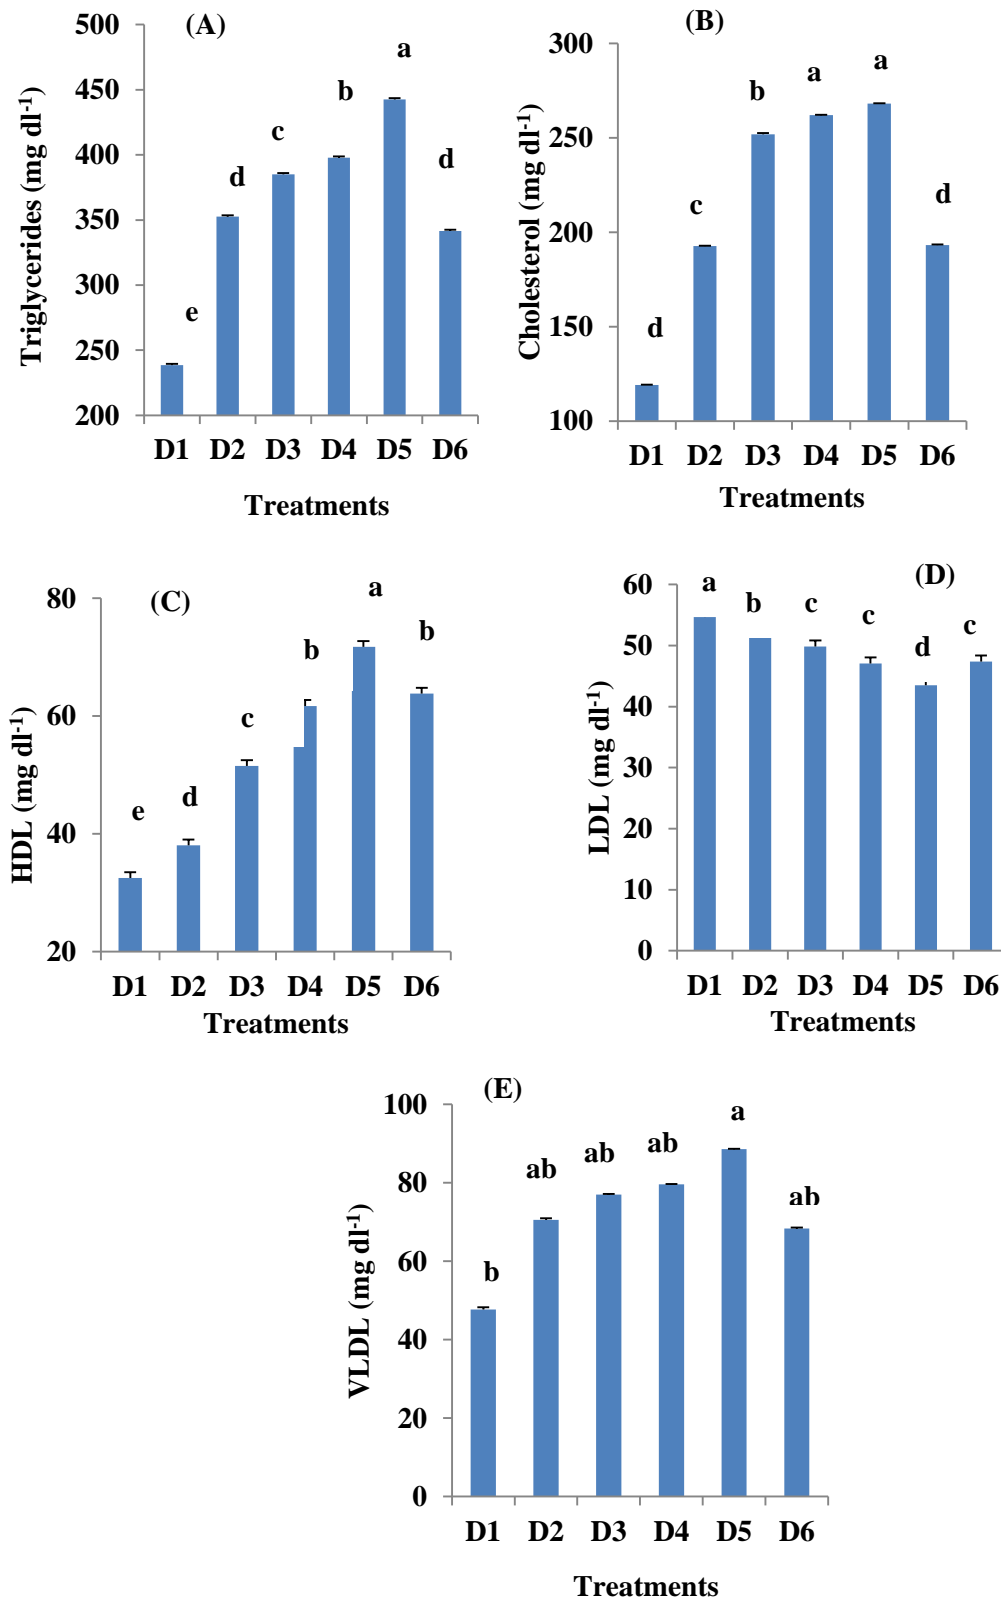 (A)
Triglycerides (mg dl-1)
500
450
400
350
300
250
200
e
d
c
b
a
d
D1 D2 D3 D4 D5 D6
Treatments
(B)
Cholesterol (mg dl-1)
300
250
200
150
100
d
c
b
a
a
d
D1 D2 D3 D4 D5 D6
Treatments
(C)
HDL (mg dl-1)
80
60
40
20
e
d
c
b
a
b
D1 D2 D3 D4 D5 D6
Treatments
(D)
LDL (mg dl-1)
60
50
40
30
20
10
0
a
b
c
c
d
c
D1 D2 D3 D4 D5 D6
Treatments
(E)
VLDL (mg dl-1)
100
80
60
40
20
0
b
ab
ab
ab
a
ab
D1 D2 D3 D4 D5 D6
Treatments